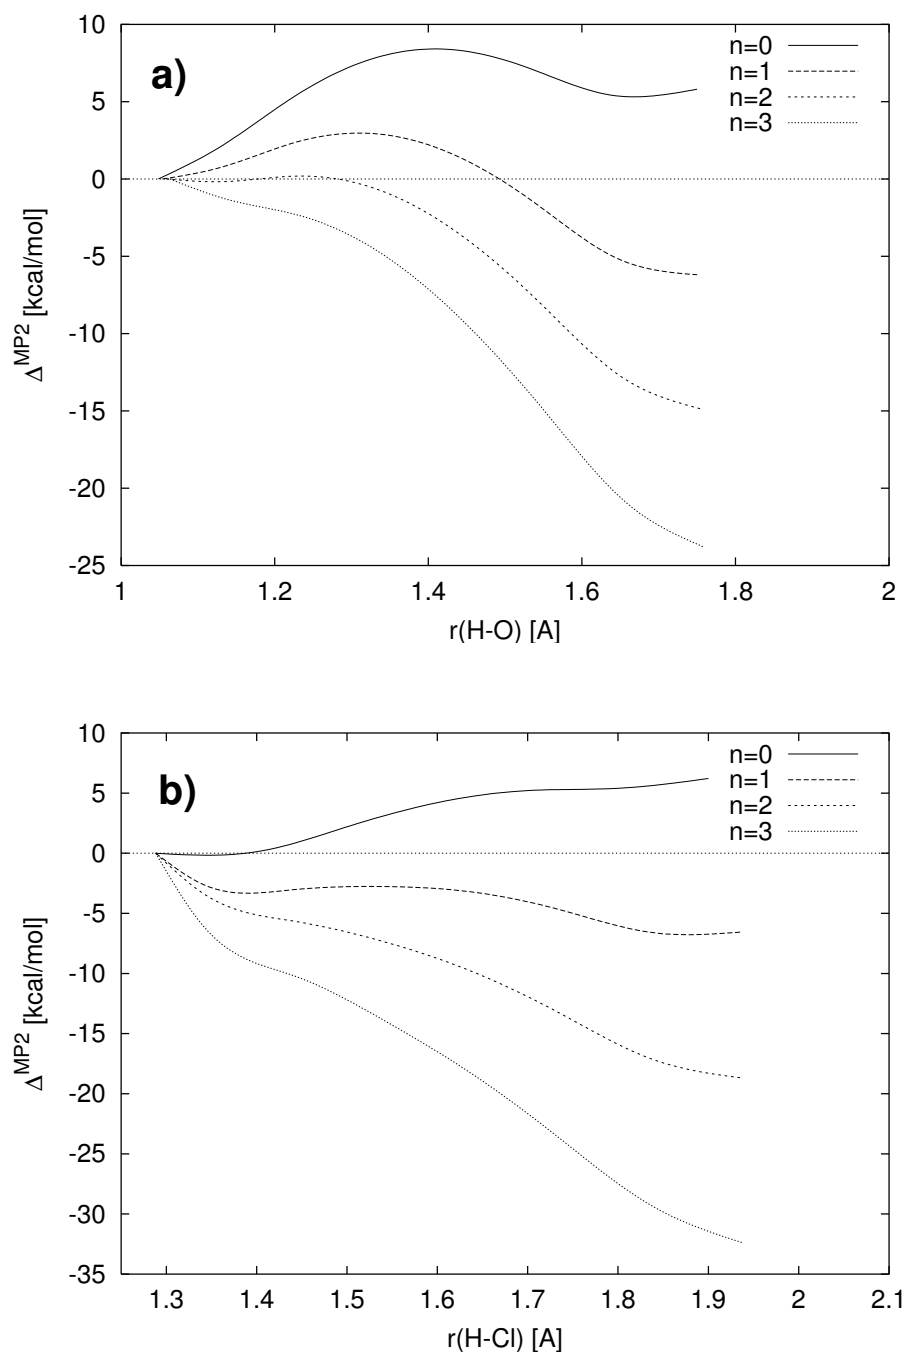 10
5
0
-5
-10
-15
-20
-25
Δ^MP2 [kcal/mol]
a)
n=0
n=1
n=2
n=3
1 1.2 1.4 1.6 1.8 2
r(H-O) [A]
10
5
0
-5
-10
-15
-20
-25
-30
-35
Δ^MP2 [kcal/mol]
b)
n=0
n=1
n=2
n=3
1.3 1.4 1.5 1.6 1.7 1.8 1.9 2 2.1
r(H-Cl) [A]